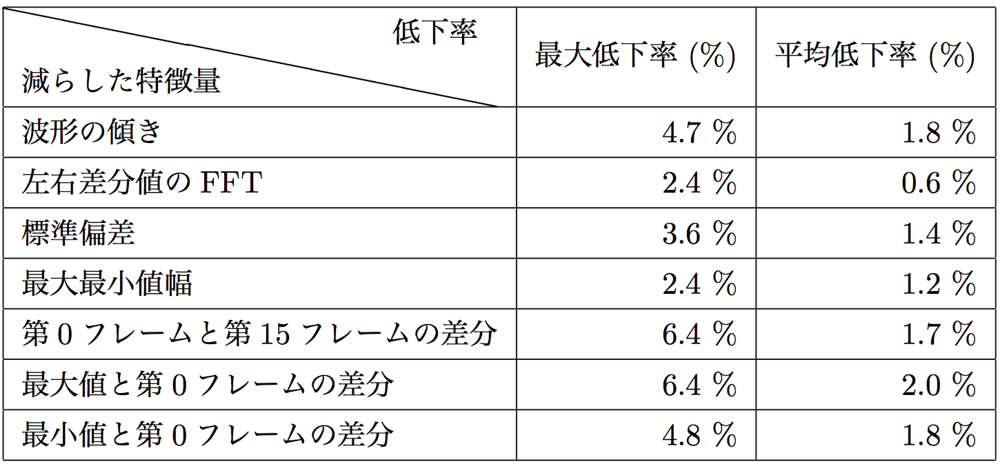 低下率
減らした特徴量
最大低下率 (%)
平均低下率 (%)
波形の傾き 4.7 % 1.8 %
左右差分値の FFT 2.4 % 0.6 %
標準偏差 3.6 % 1.4 %
最大最小値幅 2.4 % 1.2 %
第 0 フレームと第 15 フレームの差分 6.4 % 1.7 %
最大値と第 0 フレームの差分 6.4 % 2.0 %
最小値と第 0 フレームの差分 4.8 % 1.8 %